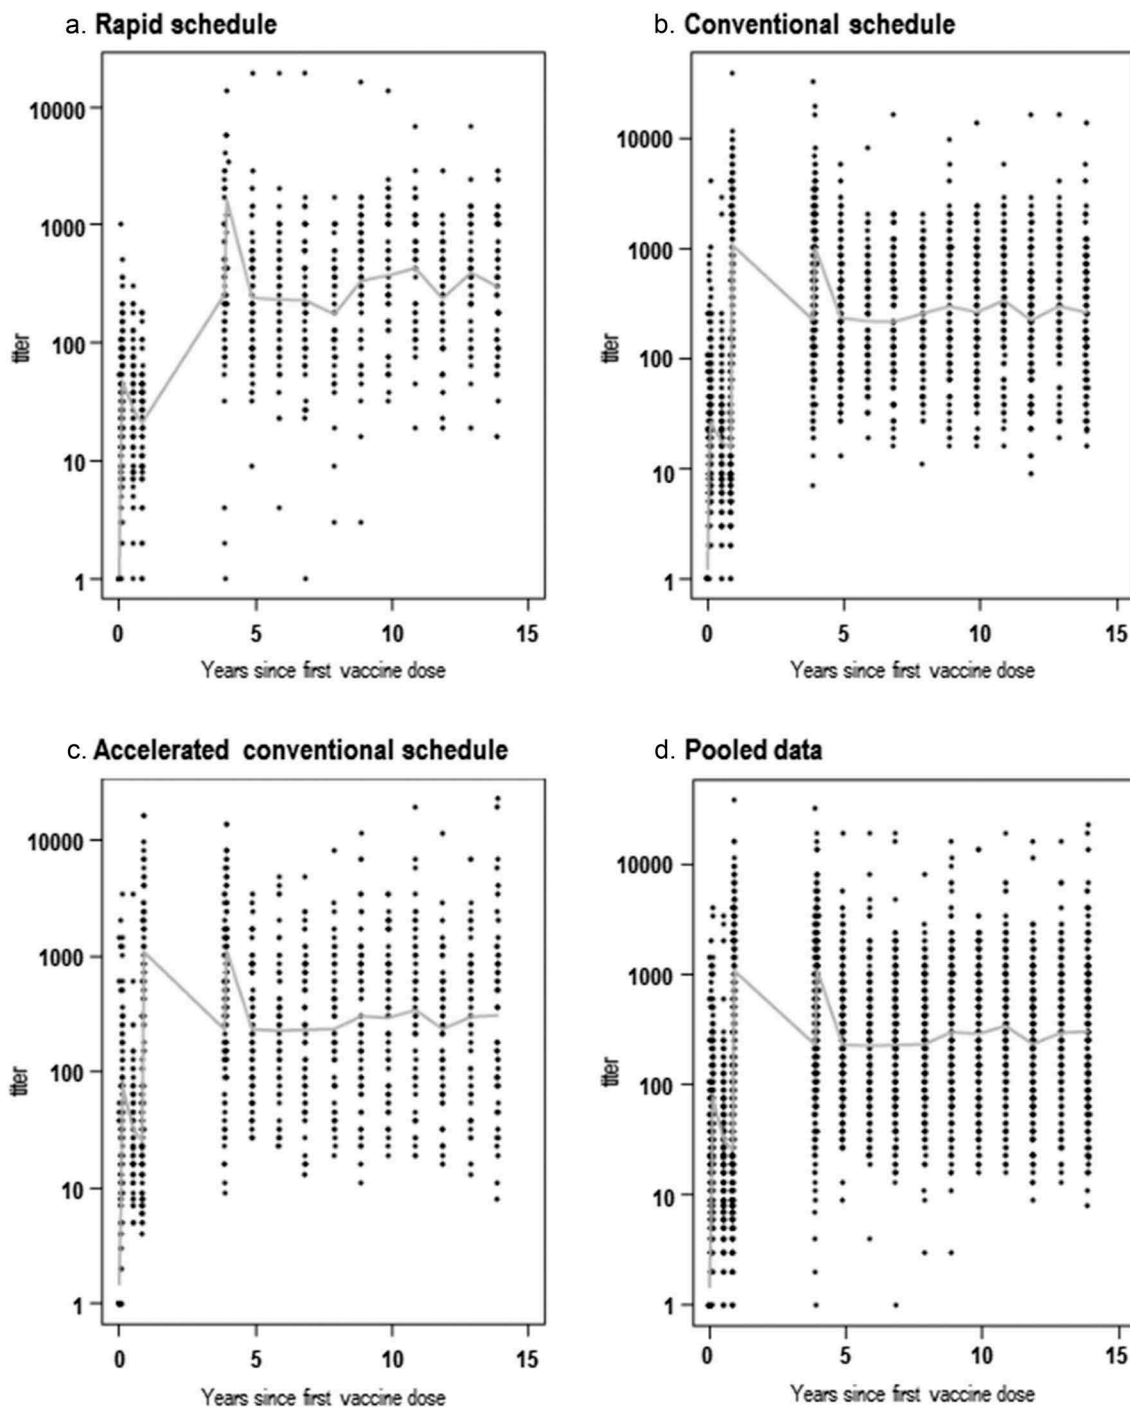 a. Rapid schedule
10000
1000
100
10
1
titer
0 5 10 15
Years since first vaccine dose
b. Conventional schedule
10000
1000
100
10
1
titer
0 5 10 15
Years since first vaccine dose
c. Accelerated conventional schedule
10000
1000
100
10
1
titer
0 5 10 15
Years since first vaccine dose
d. Pooled data
10000
1000
100
10
1
titer
0 5 10 15
Years since first vaccine dose